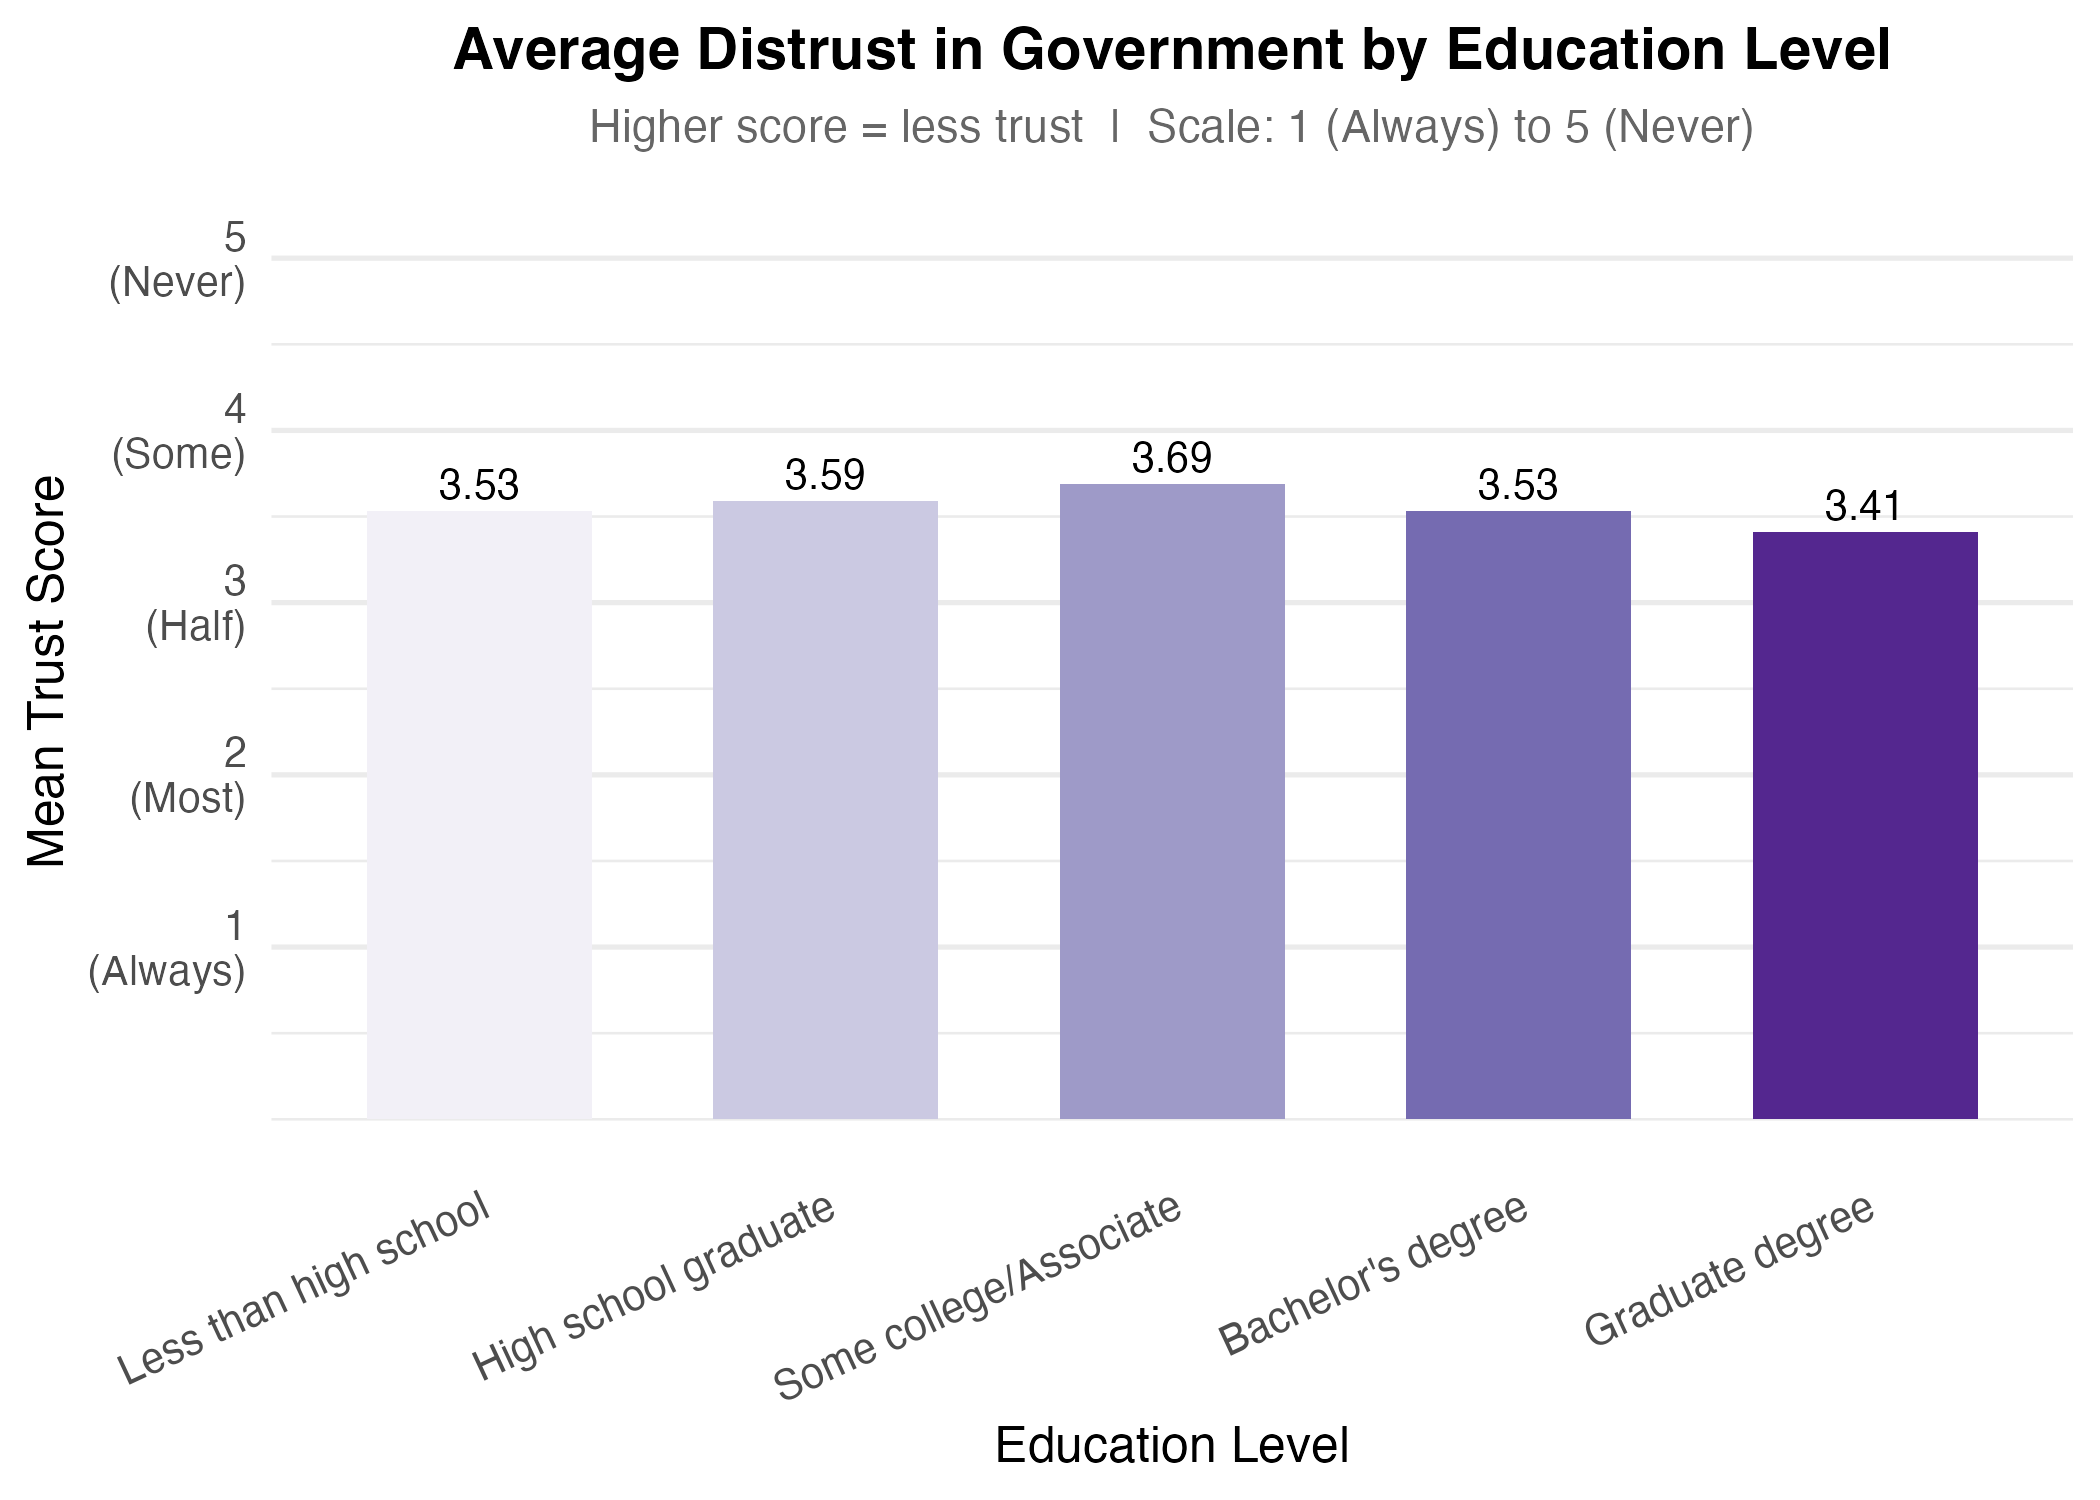 Average Distrust in Government by Education Level
Higher score = less trust | Scale: 1 (Always) to 5 (Never)
Mean Trust Score
5
(Never)
4
(Some)
3
(Half)
2
(Most)
1
(Always)
3.53
3.59
3.69
3.53
3.41
Less than high school
High school graduate
Some college/Associate
Bachelor's degree
Graduate degree
Education Level